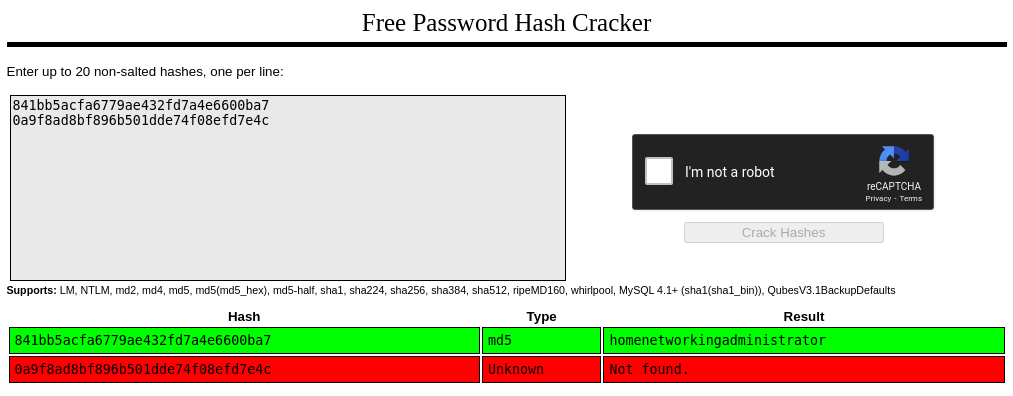 Free Password Hash Cracker
Enter up to 20 non-salted hashes, one per line:
841bb5acfa6779ae432fd7a4e6600ba7
0a9f8ad8bf896b501dde74f08efd7e4c
I'm not a robot
reCAPTCHA
Privacy - Terms
Crack Hashes
Supports: LM, NTLM, md2, md4, md5, md5(md5_hex), md5-half, sha1, sha224, sha256, sha384, sha512, ripeMD160, whirlpool, MySQL 4.1+ (sha1(sha1_bin)), QubesV3.1BackupDefaults
Hash Type Result
841bb5acfa6779ae432fd7a4e6600ba7 md5 homenetworkingadministrator
0a9f8ad8bf896b501dde74f08efd7e4c Unknown Not found.